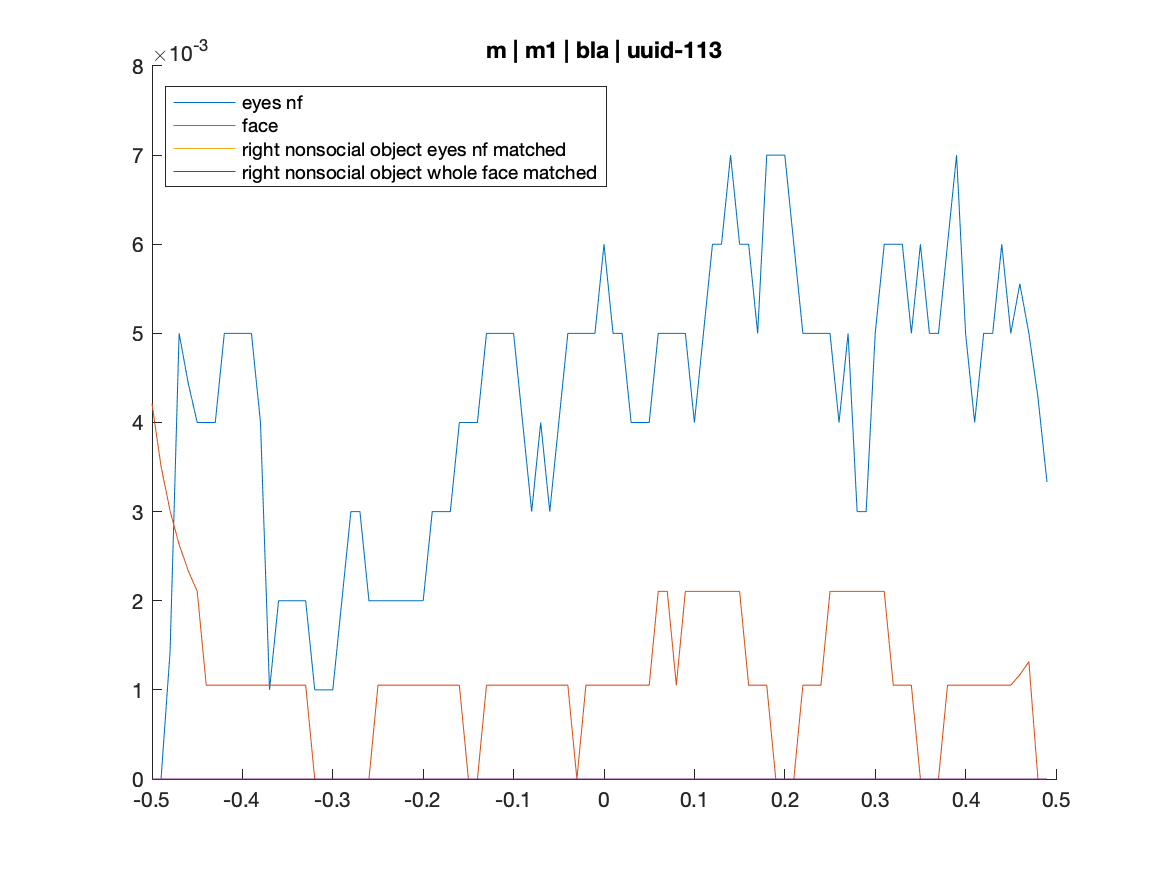 m | m1 | bla | uuid-113
×10-3
eyes nf
face
right nonsocial object eyes nf matched
right nonsocial object whole face matched
8
7
6
5
4
3
2
1
0
-0.5 -0.4 -0.3 -0.2 -0.1 0 0.1 0.2 0.3 0.4 0.5